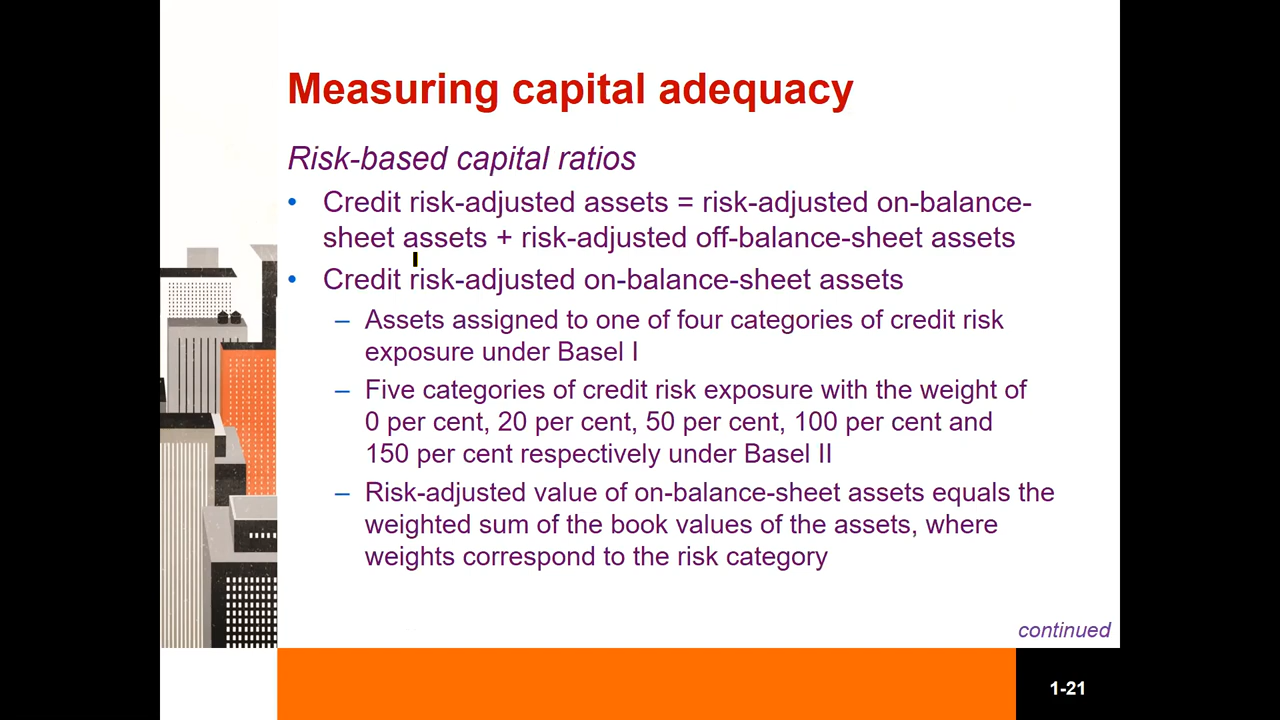 Measuring capital adequacy
Risk-based capital ratios
• Credit risk-adjusted assets = risk-adjusted on-balance-
sheet assets + risk-adjusted off-balance-sheet assets
• Credit risk-adjusted on-balance-sheet assets
– Assets assigned to one of four categories of credit risk
exposure under Basel I
– Five categories of credit risk exposure with the weight of
0 per cent, 20 per cent, 50 per cent, 100 per cent and
150 per cent respectively under Basel II
– Risk-adjusted value of on-balance-sheet assets equals the
weighted sum of the book values of the assets, where
weights correspond to the risk category
continued
1-21